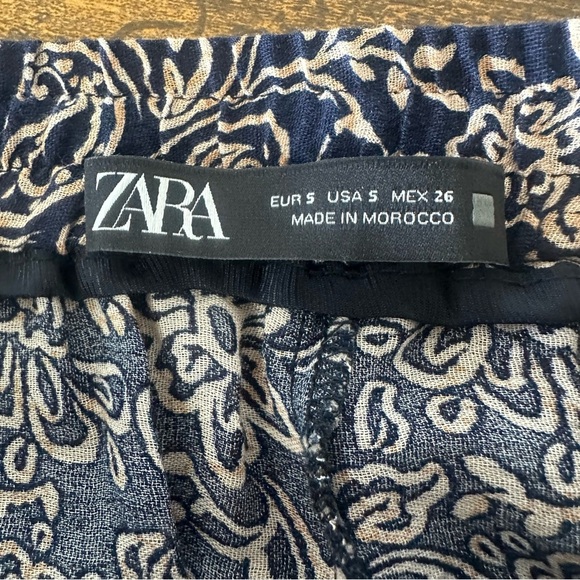 ZARA
EUR S USA S MEX 26
MADE IN MOROCCO